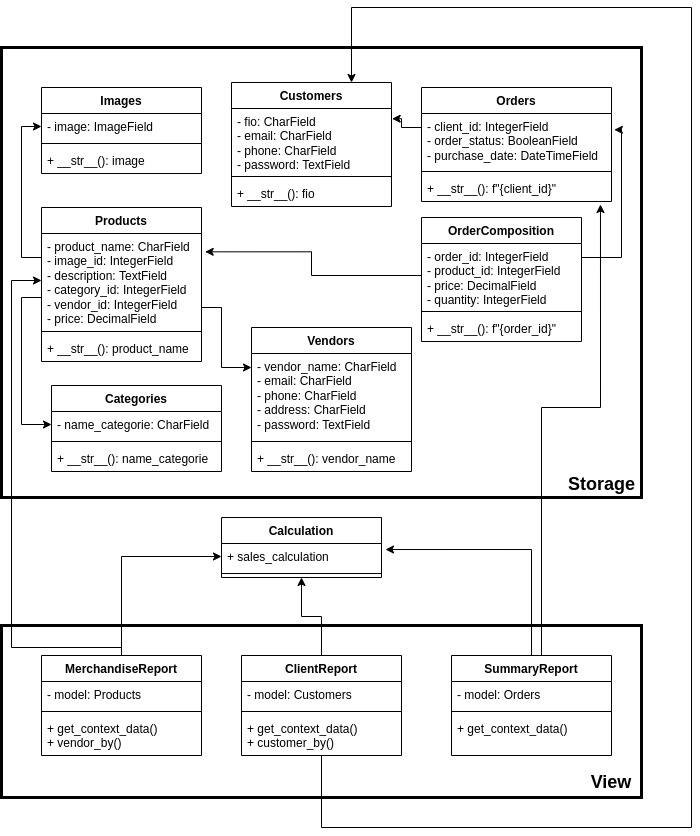 Images
- image: ImageField
+ __str__(): image
Customers
- fio: CharField
- email: CharField
- phone: CharField
- password: TextField
+ __str__(): fio
Orders
- client_id: IntegerField
- order_status: BooleanField
- purchase_date: DateTimeField
+ __str__(): f"{client_id}"
Products
- product_name: CharField
- image_id: IntegerField
- description: TextField
- category_id: IntegerField
- vendor_id: IntegerField
- price: DecimalField
+ __str__(): product_name
OrderComposition
- order_id: IntegerField
- product_id: IntegerField
- price: DecimalField
- quantity: IntegerField
+ __str__(): f"{order_id}"
Vendors
- vendor_name: CharField
- email: CharField
- phone: CharField
- address: CharField
- password: TextField
+ __str__(): vendor_name
Categories
- name_categorie: CharField
+ __str__(): name_categorie
Storage
Calculation
+ sales_calculation
MerchandiseReport
- model: Products
+ get_context_data()
+ vendor_by()
ClientReport
- model: Customers
+ get_context_data()
+ customer_by()
SummaryReport
- model: Orders
+ get_context_data()
View